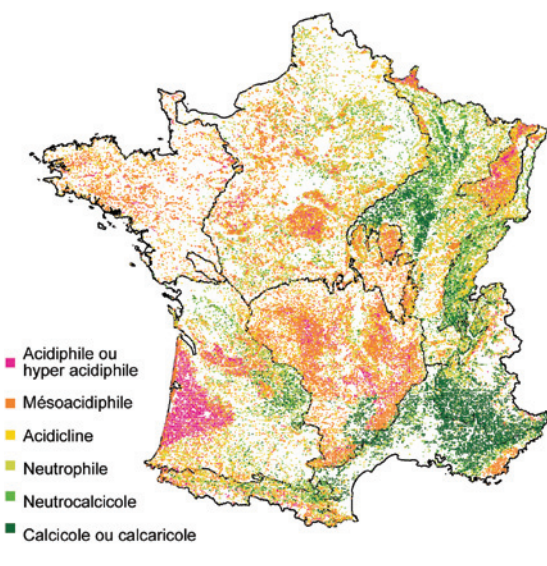 Acidiphile ou
hyper acidiphile
Mésoacidiphile
Acidicline
Neutrophile
Neutrocalcicole
Calcicole ou calcaricole